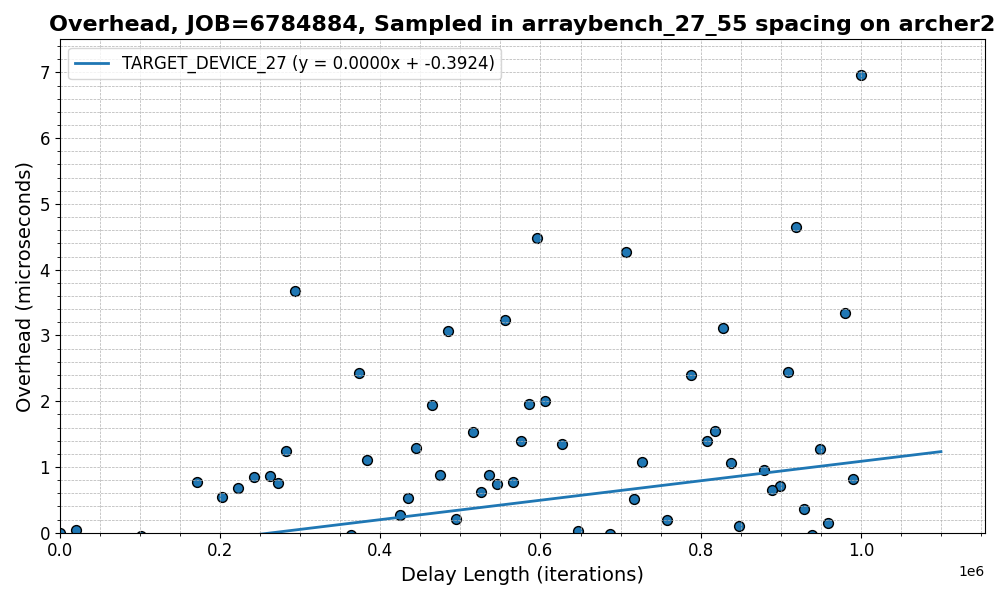 Overhead, JOB=6784884, Sampled in arraybench_27_55 spacing on archer2
TARGET_DEVICE_27 (y = 0.0000x + -0.3924)
Overhead (microseconds)
7
6
5
4
3
2
1
0
0.0 0.2 0.4 0.6 0.8 1.0
1e6
Delay Length (iterations)